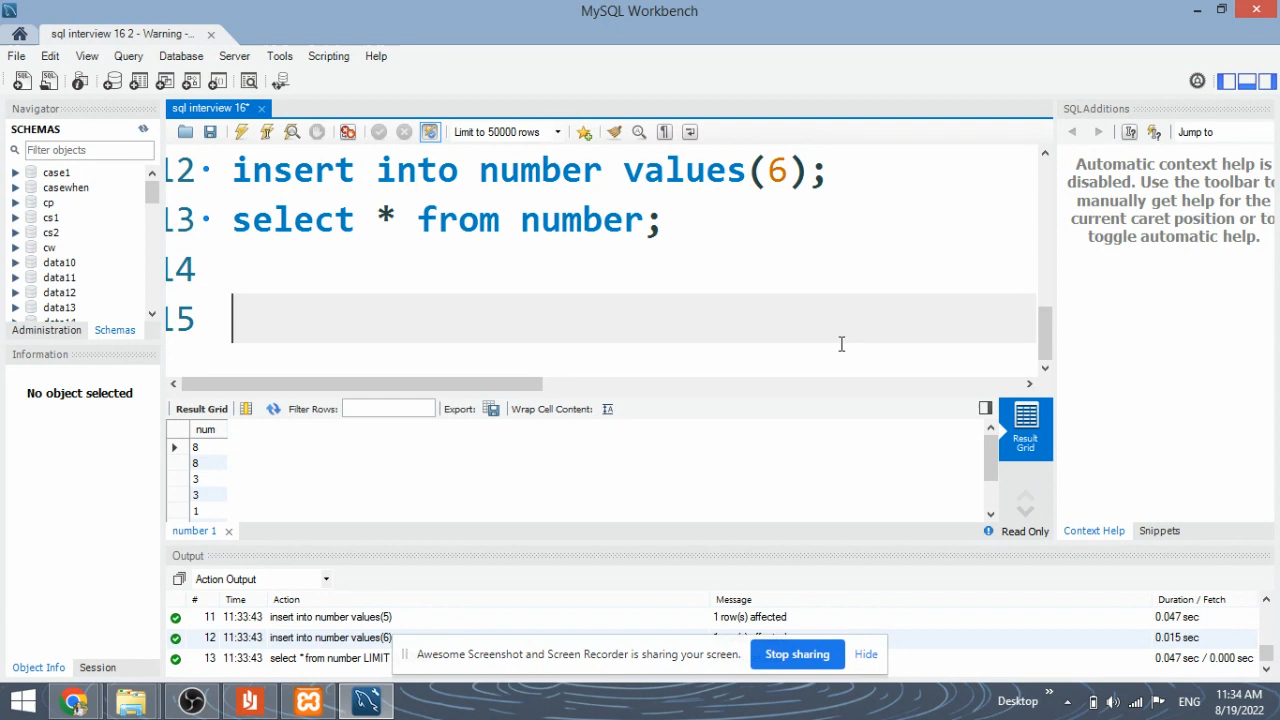 MySQL Workbench
sql interview 16 2 - Warning -...
File Edit View Query Database Server Tools Scripting Help
Navigator
SCHEMAS
Filter objects
case1
casewhen
cp
cs1
cs2
cw
data10
data11
data12
data13
Administration Schemas
Information
No object selected
Object Info Session
sql interview 16*
Limit to 50000 rows
12 insert into number values(6);
13 select * from number;
14
15
Result Grid Filter Rows: Export: Wrap Cell Content:
num
8
8
3
3
1
Result
Grid
number 1
Read Only
SQLAdditions
Jump to
Automatic context help is
disabled. Use the toolbar to
manually get help for the
current caret position or to
toggle automatic help.
Context Help Snippets
Output
Action Output
# Time Action Message Duration / Fetch
11 11:33:43 insert into number values(5) 1 row(s) affected 0.047 sec
12 11:33:43 insert into number values(6) 0.015 sec
13 11:33:43 select * from number LIMIT 0.047 sec / 0.000 sec
Awesome Screenshot and Screen Recorder is sharing your screen. Stop sharing Hide
Desktop
ENG
11:34 AM
8/19/2022